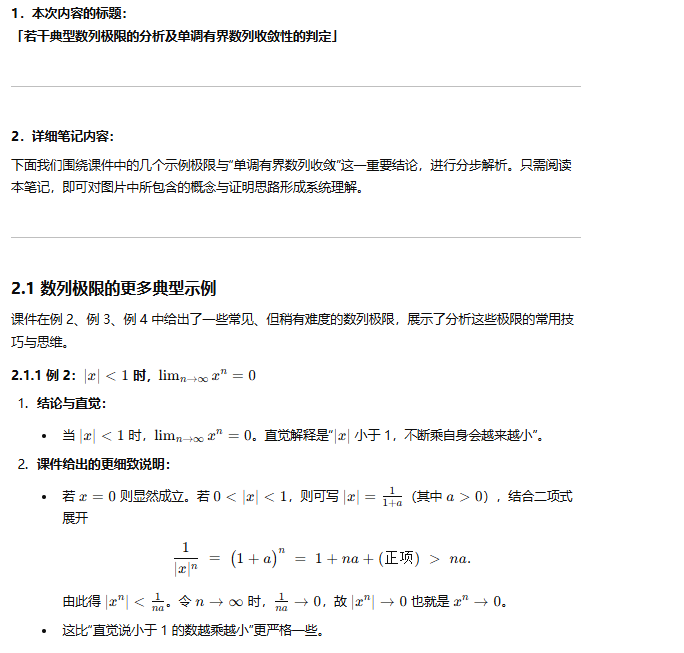 1. 本次内容的标题:
「若干典型数列极限的分析及单调有界数列收敛性的判定」
2. 详细笔记内容:
下面我们围绕课件中的几个示例极限与“单调有界数列收敛”这一重要结论，进行分步解析。只需阅读
本笔记，即可对图片中所包含的概念与证明思路形成系统理解。
2.1 数列极限的更多典型示例
课件在例 2、例 3、例 4 中给出了一些常见、但稍有难度的数列极限，展示了分析这些极限的常用技
巧与思维。
2.1.1 例 2：|x| < 1 时，lim_{n→∞} x^n = 0
1. 结论与直觉：
• 当 |x| < 1 时，lim_{n→∞} x^n = 0。直觉解释是“|x| 小于 1，不断乘自身会越来越小”。
2. 课件给出的更细致说明：
• 若 x = 0 则显然成立。若 0 < |x| < 1，则可写 |x| = \frac{1}{1+a}（其中 a > 0），结合二项式
展开
\frac{1}{|x|^n} = (1 + a)^n = 1 + na + (正项) > na.
由此得 |x^n| < \frac{1}{na}。令 n → ∞ 时，\frac{1}{na} → 0，故 |x^n| → 0 也就是 x^n → 0。
• 这比“直觉说小于 1 的数越乘越小”更严格一些。